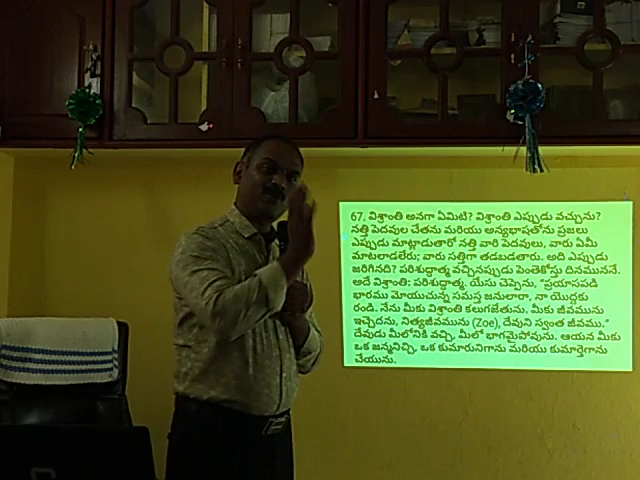 67. విశ్రాంతి అనగా ఏమిటి? విశ్రాంతి ఎప్పుడు వచ్చును?
నత్తి పెదవుల చేతను మరియు అన్యభాషలోను ప్రజలు
ఎప్పుడు మాట్లాడుతారో నత్తి వారి పెదవులు, వారు ఏమీ
మాటలాడలేరు; వారు నత్తిగా తడబడతారు. అది ఎప్పుడు
జరిగినది? పరిశుద్ధాత్మ వచ్చినప్పుడు పెంతెకొస్తు దినముననే.
అదే విశ్రాంతి; పరిశుద్ధాత్మ. యేసు చెప్పెను, "ప్రయాసపడి
భారము మోయుచున్న సమస్త జనులారా, నా యొద్దకు
రండి. నేను మీకు విశ్రాంతి కలుగజేతును. మీకు జీవమును
ఇచ్చెదను, నిత్యజీవమును (Zoe), దేవుని స్వంత జీవము."
దేవుడు మీలోనికి వచ్చి, మీలో భాగమైపోవును. ఆయన మీకు
ఒక జన్మనిచ్చి, ఒక కుమారునిగాను మరియు కుమార్తెగాను
చేయును.